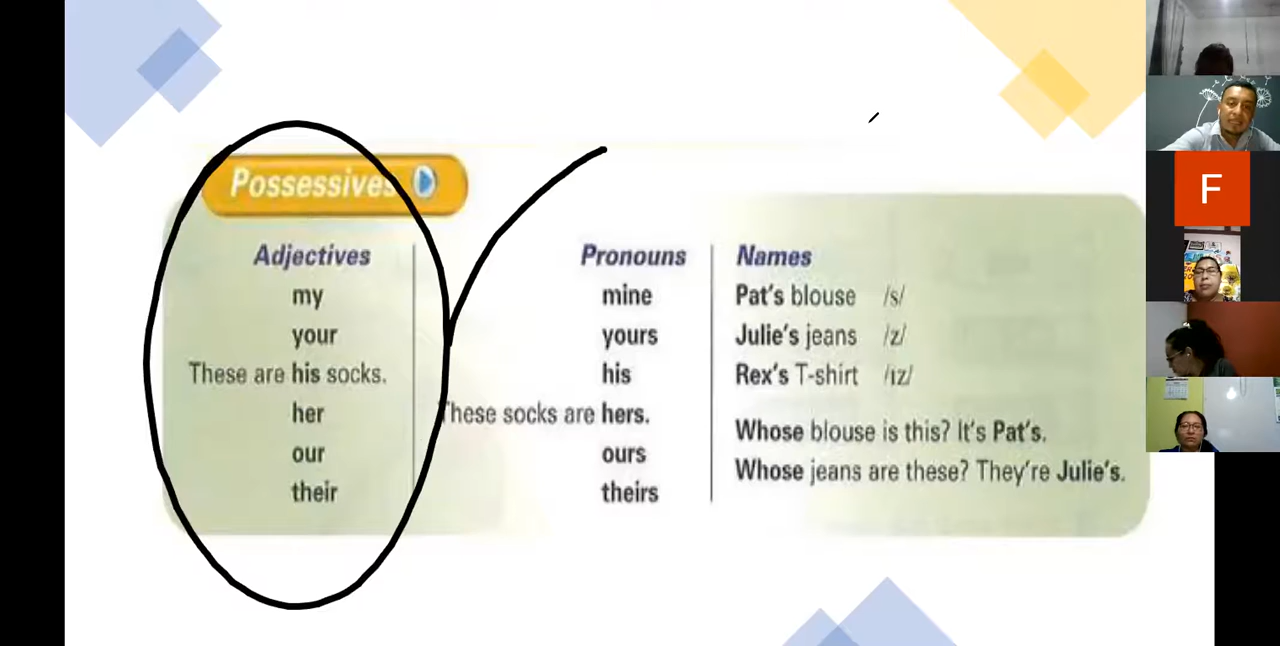 Possessives
Adjectives
my
your
These are his socks.
her
our
their
Pronouns
mine
yours
his
These socks are hers.
ours
theirs
Names
Pat's blouse /s/
Julie's jeans /z/
Rex's T-shirt /ɪz/
Whose blouse is this? It's Pat's.
Whose jeans are these? They're Julie's.
F